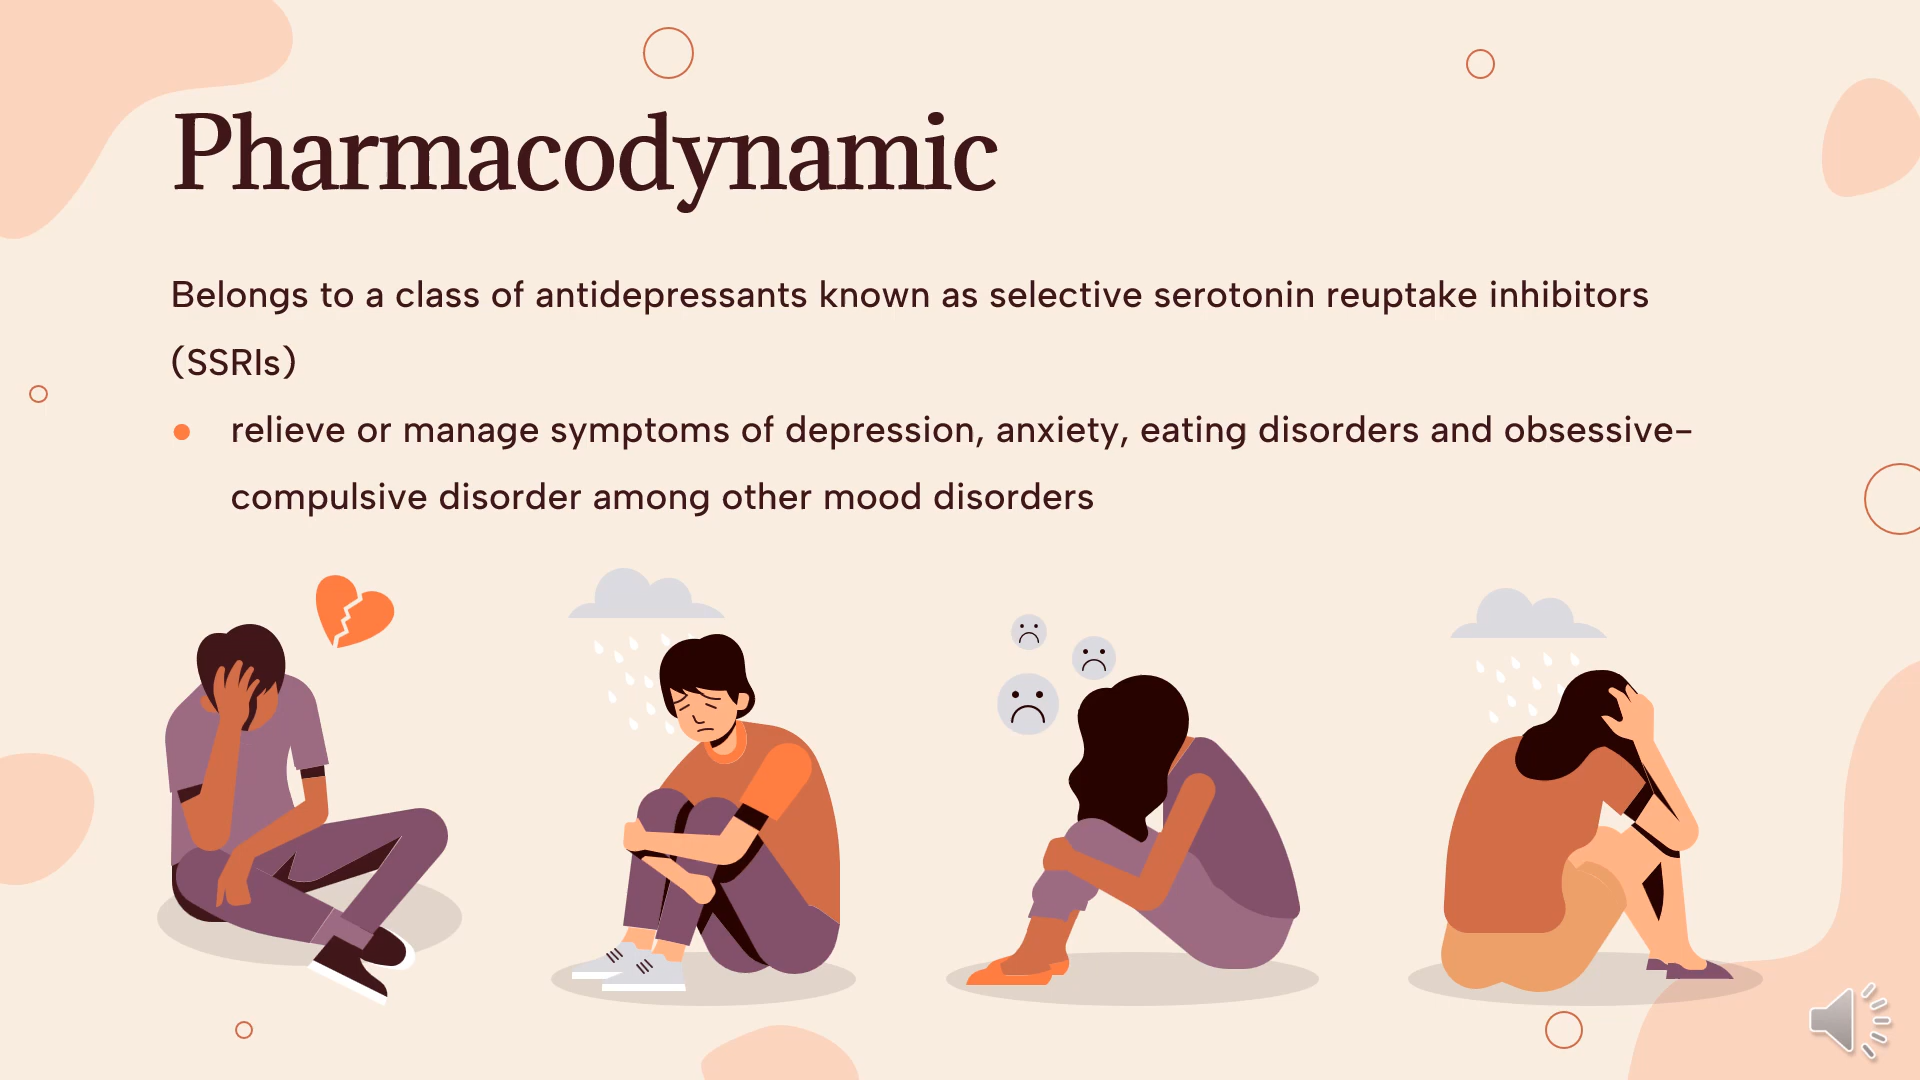 Pharmacodynamic
Belongs to a class of antidepressants known as selective serotonin reuptake inhibitors
(SSRIs)
relieve or manage symptoms of depression, anxiety, eating disorders and obsessive-
compulsive disorder among other mood disorders